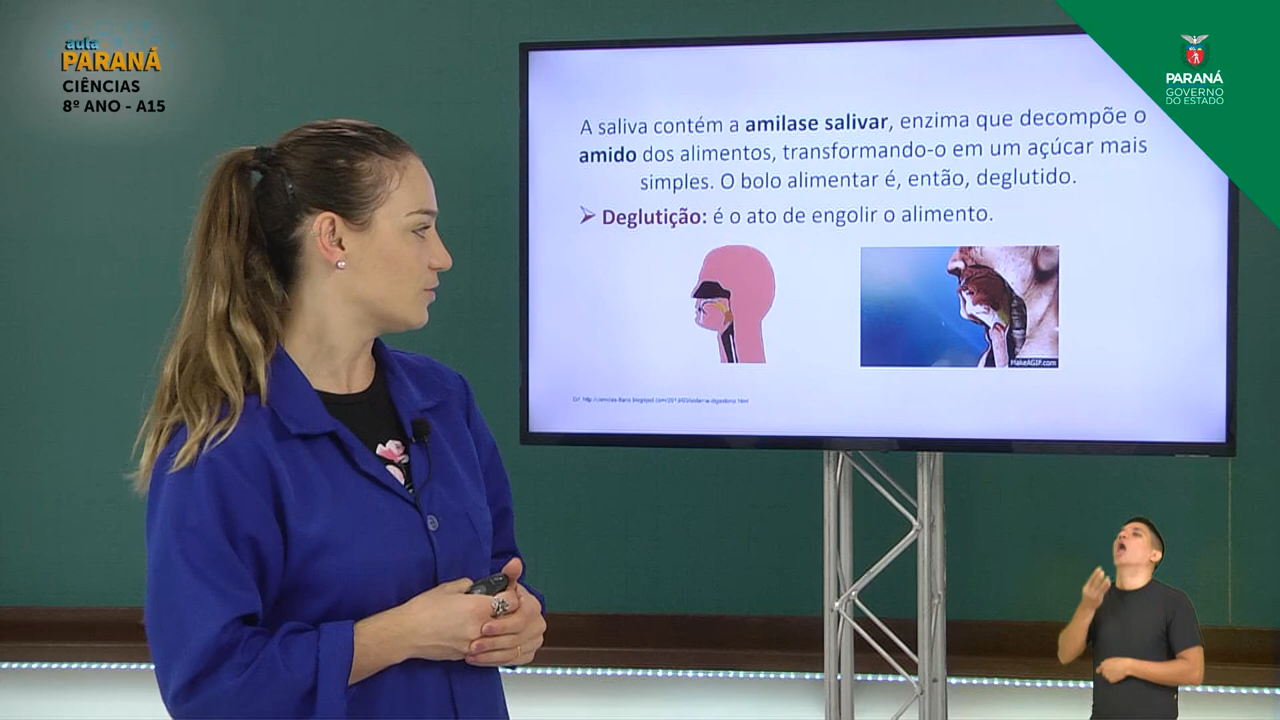 aula
PARANÁ
CIÊNCIAS
8º ANO - A15
PARANÁ
GOVERNO
DO ESTADO
A saliva contém a amilase salivar, enzima que decompõe o
amido dos alimentos, transformando-o em um açúcar mais
simples. O bolo alimentar é, então, deglutido.
➢ Deglutição: é o ato de engolir o alimento.
MakeAGIF.com